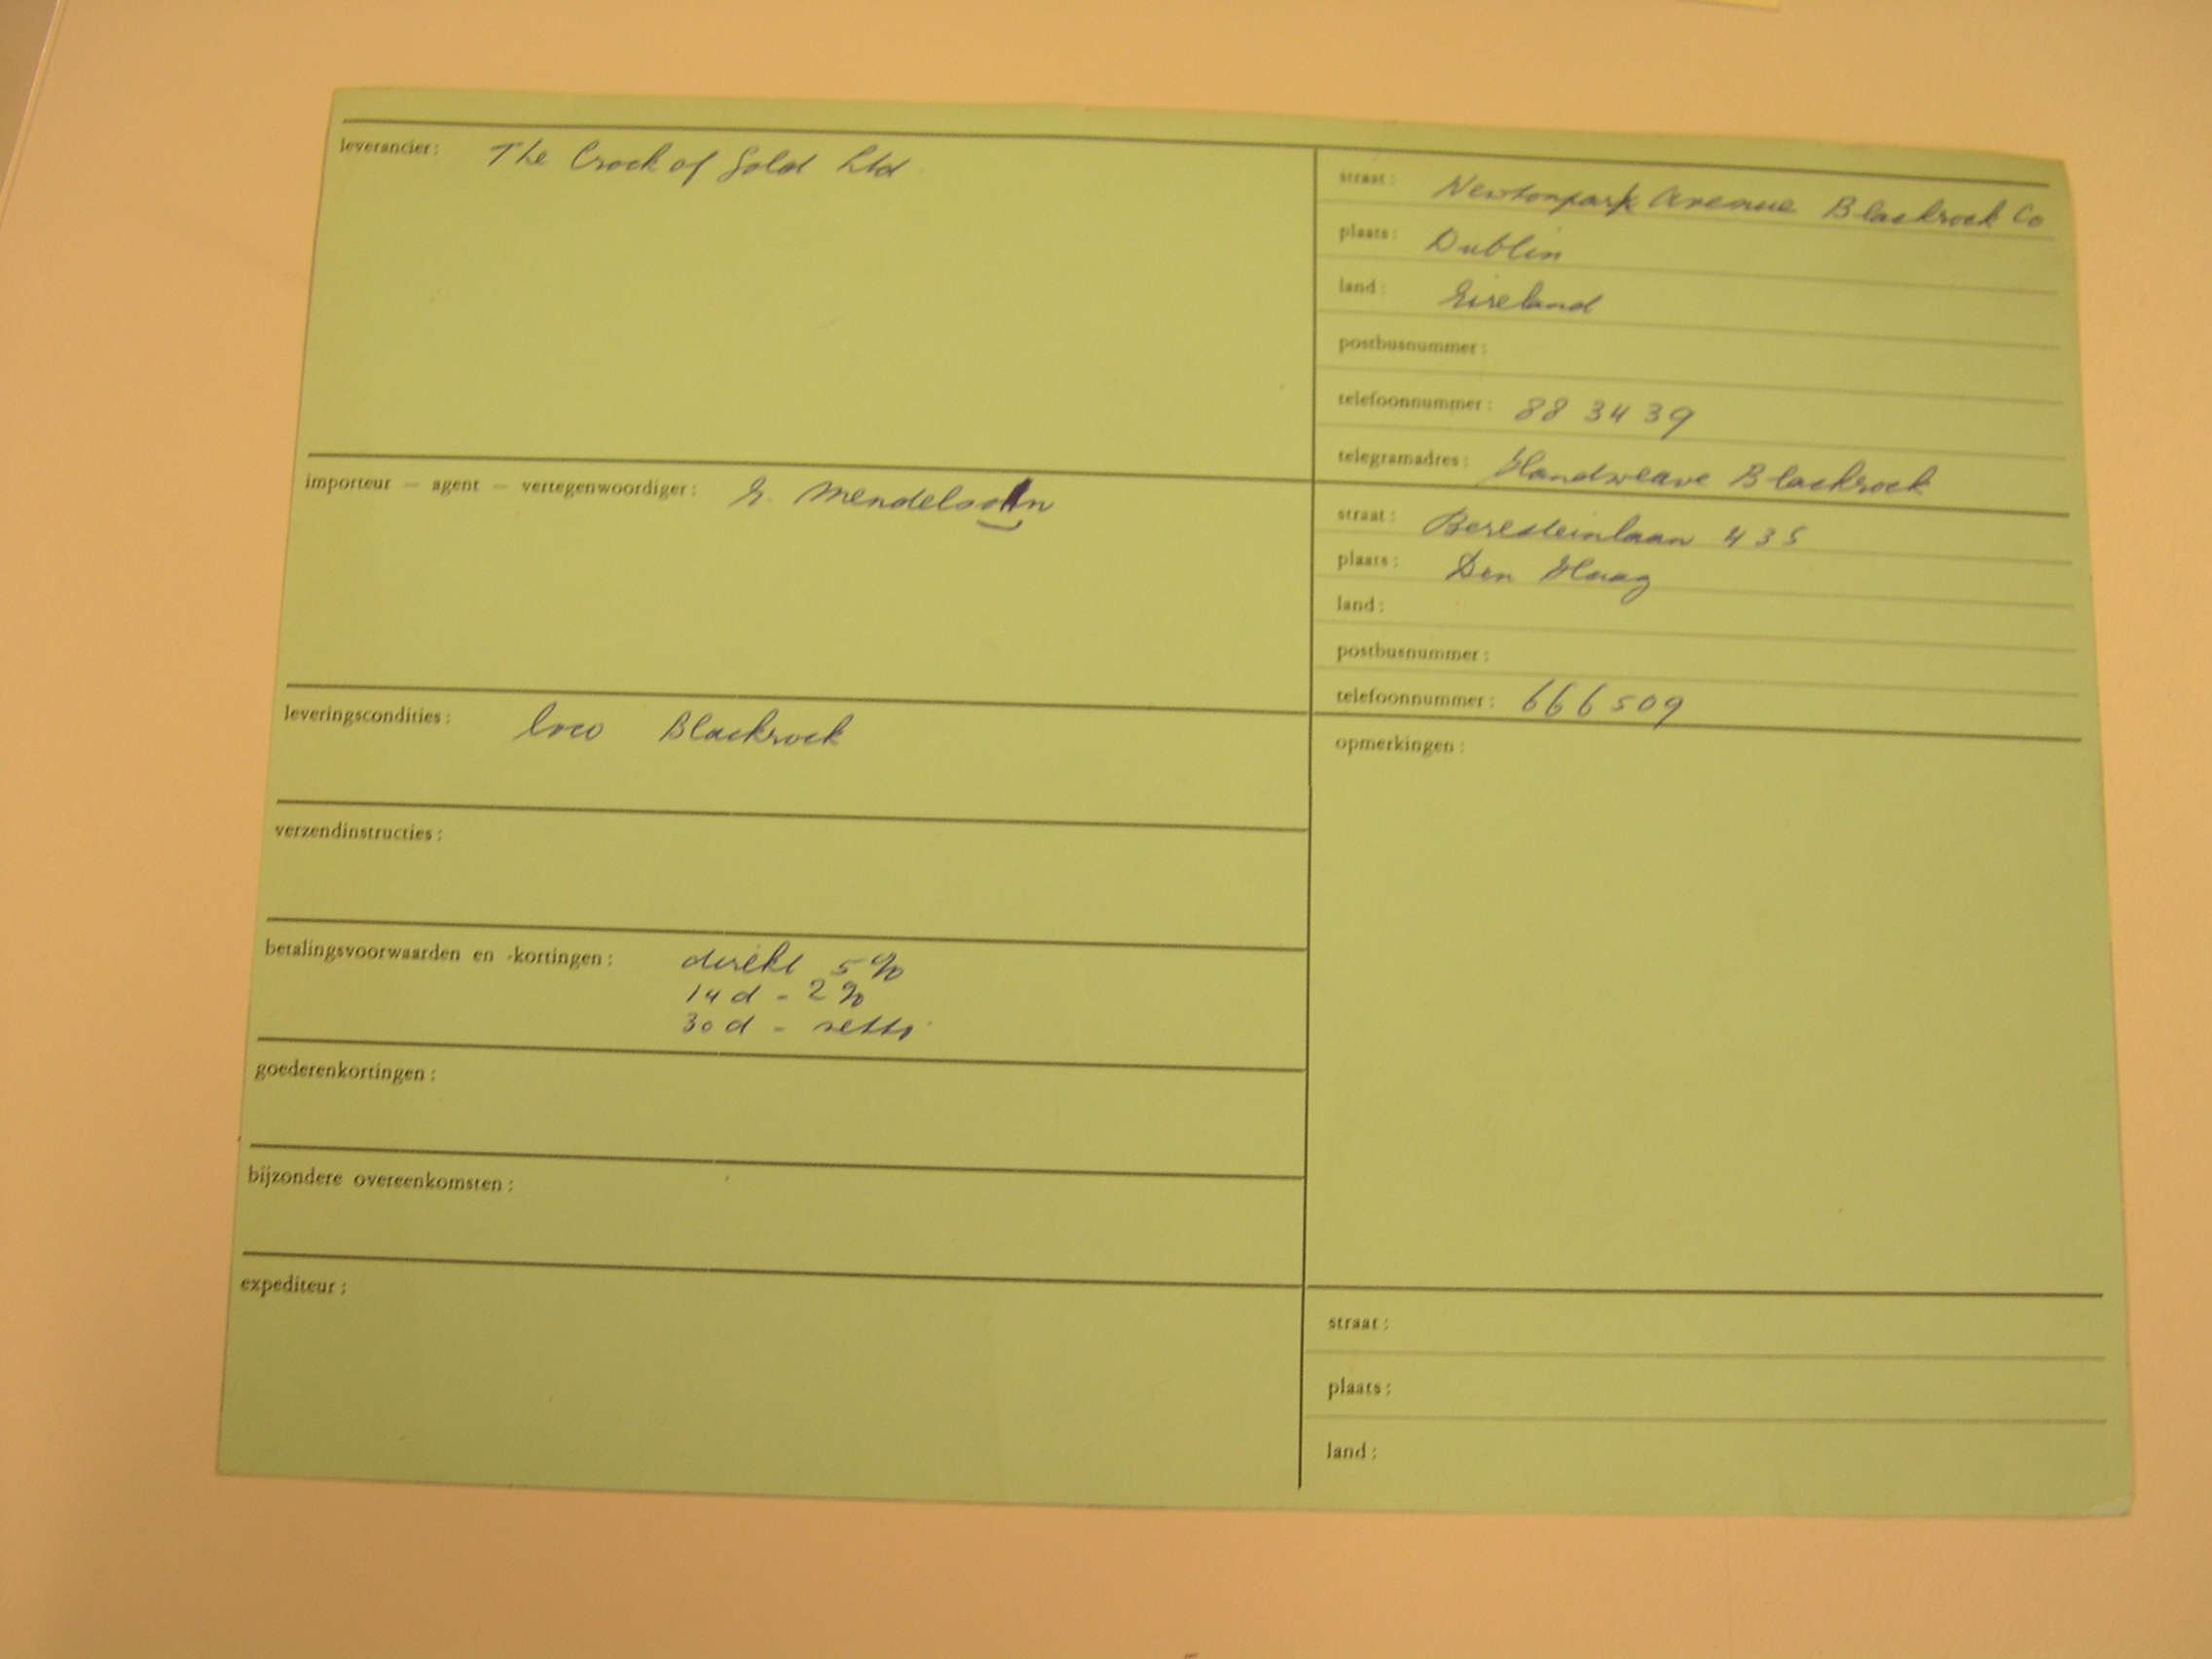 leverancier: The Crock of Gold Ltd
straat: Newtonpark Avenue Blackrock Co
plaats: Dublin
land: Eireland
postbusnummer:
telefoonnummer: 88 34 39
telegramadres: Handweave Blackrock
importeur – agent – vertegenwoordiger: E. Mendelsohn
straat: Beresteinlaan 435
plaats: Den Haag
land:
postbusnummer:
telefoonnummer: 666509
leveringscondities: loco Blackrock
opmerkingen:
verzendinstructies:
betalingsvoorwaarden en -kortingen: direkt 5%
14 d - 2%
30 d - netto
goederenkortingen:
bijzondere overeenkomsten:
expediteur:
straat:
plaats:
land: